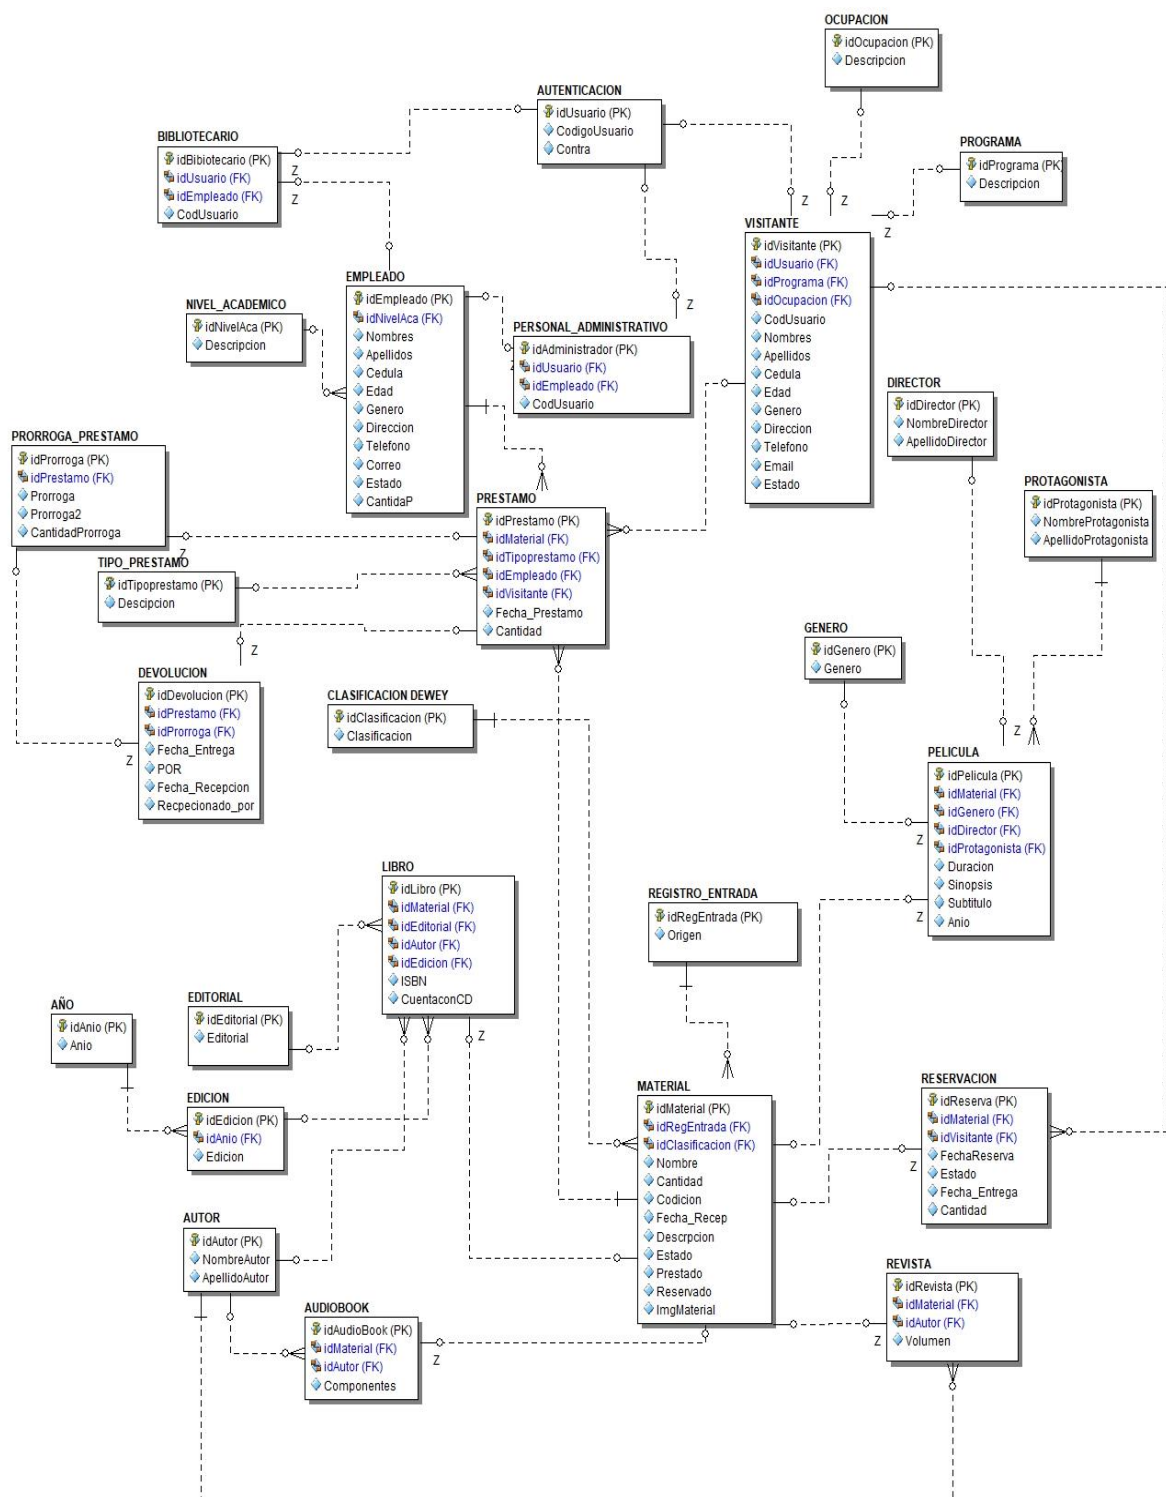 OCUPACION
idOcupacion (PK)
Descripcion
AUTENTICACION
idUsuario (PK)
CodigoUsuario
Contra
BIBLIOTECARIO
idBibiotecario (PK)
idUsuario (FK)
idEmpleado (FK)
CodUsuario
Z
Z
PROGRAMA
idPrograma (PK)
Descripcion
Z
Z
Z
VISITANTE
idVisitante (PK)
idUsuario (FK)
idPrograma (FK)
idOcupacion (FK)
CodUsuario
Nombres
Apellidos
Cedula
Edad
Genero
Direccion
Telefono
Email
Estado
EMPLEADO
idEmpleado (PK)
idNivelAca (FK)
Nombres
Apellidos
Cedula
Edad
Genero
Direccion
Telefono
Correo
Estado
CantidaP
NIVEL_ACADEMICO
idNivelAca (PK)
Descripcion
Z
PERSONAL_ADMINISTRATIVO
idAdministrador (PK)
idUsuario (FK)
idEmpleado (FK)
CodUsuario
Z
DIRECTOR
idDirector (PK)
NombreDirector
ApellidoDirector
PRORROGA_PRESTAMO
idProrroga (PK)
idPrestamo (FK)
Prorroga
Prorroga2
CantidadProrroga
Z
PROTAGONISTA
idProtagonista (PK)
NombreProtagonista
ApellidoProtagonista
PRESTAMO
idPrestamo (PK)
idMaterial (FK)
idTipoprestamo (FK)
idEmpleado (FK)
idVisitante (FK)
Fecha_Prestamo
Cantidad
TIPO_PRESTAMO
idTipoprestamo (PK)
Descipcion
Z
GENERO
idGenero (PK)
Genero
DEVOLUCION
idDevolucion (PK)
idPrestamo (FK)
idProrroga (FK)
Fecha_Entrega
POR
Fecha_Recepcion
Recpecionado_por
Z
CLASIFICACION DEWEY
idClasificacion (PK)
Clasificacion
Z
PELICULA
idPelicula (PK)
idMaterial (FK)
idGenero (FK)
idDirector (FK)
idProtagonista (FK)
Duracion
Sinopsis
Subtitulo
Anio
Z
Z
LIBRO
idLibro (PK)
idMaterial (FK)
idEditorial (FK)
idAutor (FK)
idEdicion (FK)
ISBN
CuentaconCD
Z
REGISTRO_ENTRADA
idRegEntrada (PK)
Origen
AÑO
idAnio (PK)
Anio
EDITORIAL
idEditorial (PK)
Editorial
EDICION
idEdicion (PK)
idAnio (FK)
Edicion
MATERIAL
idMaterial (PK)
idRegEntrada (FK)
idClasificacion (FK)
Nombre
Cantidad
Codicion
Fecha_Recep
Descrpcion
Estado
Prestado
Reservado
ImgMaterial
RESERVACION
idReserva (PK)
idMaterial (FK)
idVisitante (FK)
FechaReserva
Estado
Fecha_Entrega
Cantidad
Z
AUTOR
idAutor (PK)
NombreAutor
ApellidoAutor
REVISTA
idRevista (PK)
idMaterial (FK)
idAutor (FK)
Volumen
Z
AUDIOBOOK
idAudioBook (PK)
idMaterial (FK)
idAutor (FK)
Componentes
Z